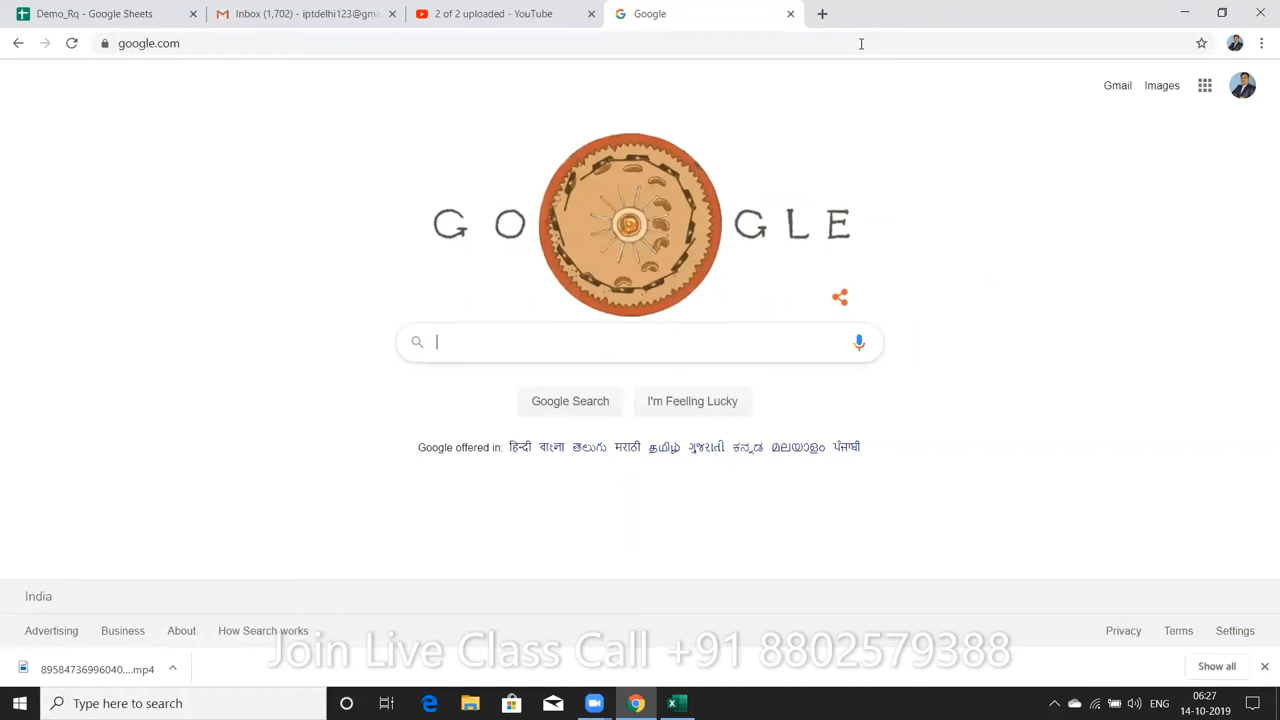 Demo_Rq - Google Sheets
Inbox (1,702) - iptdelhi123@gma
2 of 2 uploaded - YouTube
Google
google.com
Gmail Images
GO GLE
Google Search I'm Feeling Lucky
Google offered in: हिन्दी বাংলা తెలుగు मराठी தமிழ் ગુજરાતી ಕನ್ನಡ മലയാളം ਪੰਜਾਬੀ
India
Advertising Business About How Search works
Privacy Terms Settings
Join Live Class Call +91 8802579388
89584736996040....mp4
Show all
Type here to search
ENG
06:27
14-10-2019